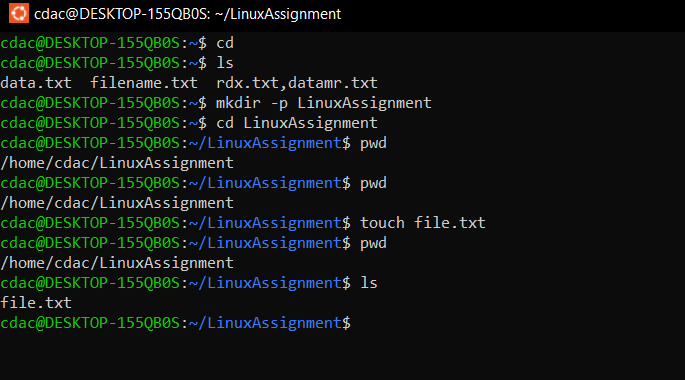 cdac@DESKTOP-155QB0S: ~/LinuxAssignment
cdac@DESKTOP-155QB0S:~$ cd
cdac@DESKTOP-155QB0S:~$ ls
data.txt  filename.txt  rdx.txt,datamr.txt
cdac@DESKTOP-155QB0S:~$ mkdir -p LinuxAssignment
cdac@DESKTOP-155QB0S:~$ cd LinuxAssignment
cdac@DESKTOP-155QB0S:~/LinuxAssignment$ pwd
/home/cdac/LinuxAssignment
cdac@DESKTOP-155QB0S:~/LinuxAssignment$ pwd
/home/cdac/LinuxAssignment
cdac@DESKTOP-155QB0S:~/LinuxAssignment$ touch file.txt
cdac@DESKTOP-155QB0S:~/LinuxAssignment$ pwd
/home/cdac/LinuxAssignment
cdac@DESKTOP-155QB0S:~/LinuxAssignment$ ls
file.txt
cdac@DESKTOP-155QB0S:~/LinuxAssignment$